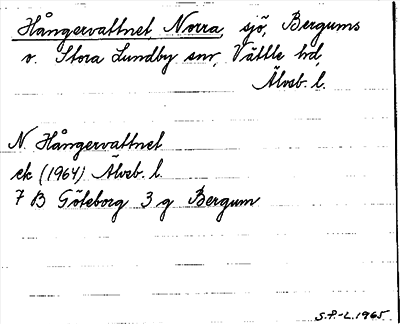 Hångervattnet, Norra, sjö, Bergums
o. Stora Lundby snr, Vättle hd,
Älvsb. l.
N. Hångervattnet
ek (1964) Älvsb. l.
7 B Göteborg 3 g Bergum
S.P.-L. 1965